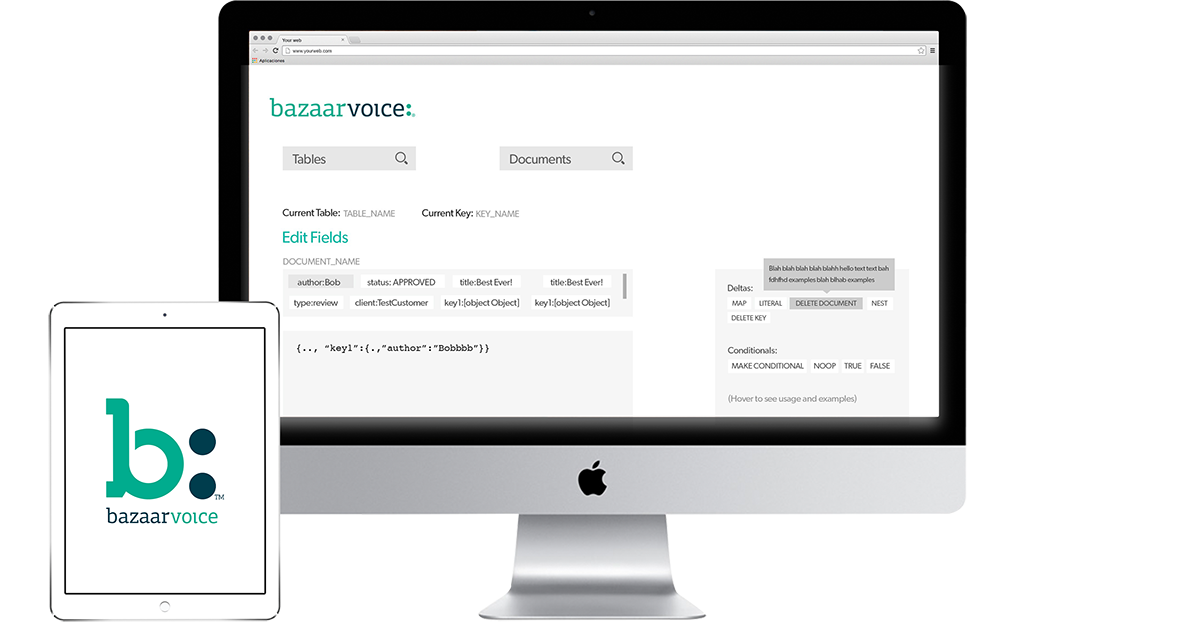 Your web
www.yourweb.com
Aplicaciones
bazaarvoice:
Tables
Documents
Current Table: TABLE_NAME Current Key: KEY_NAME
Edit Fields
DOCUMENT_NAME
author:Bob status: APPROVED title:Best Ever! title:Best Ever!
type:review client:TestCustomer key1:[object Object] key1:[object Object]
{.., “key1”:{.,”author”:”Bobbbb”}}
Blah blah blah blah blahh hello text text bah
fdhfhd examples blah blhab examples
Deltas:
MAP LITERAL DELETE DOCUMENT NEST
DELETE KEY
Conditionals:
MAKE CONDITIONAL NOOP TRUE FALSE
(Hover to see usage and examples)
b:
TM
bazaarvoice